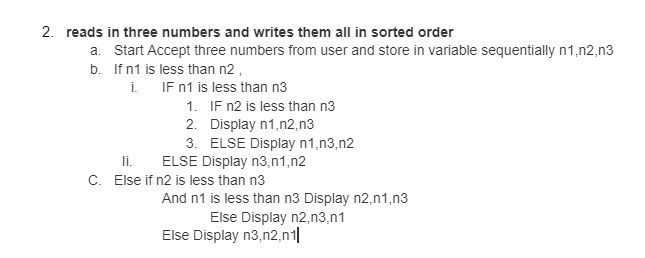 2. reads in three numbers and writes them all in sorted order
a. Start Accept three numbers from user and store in variable sequentially n1,n2,n3
b. If n1 is less than n2 ,
i. IF n1 is less than n3
1. IF n2 is less than n3
2. Display n1,n2,n3
3. ELSE Display n1,n3,n2
Ii. ELSE Display n3,n1,n2
C. Else if n2 is less than n3
And n1 is less than n3 Display n2,n1,n3
Else Display n2,n3,n1
Else Display n3,n2,n1